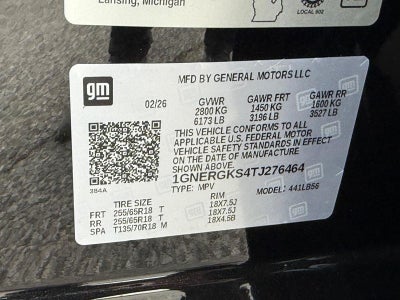 Lansing, Michigan
LOCAL 602
gm
MFD BY GENERAL MOTORS LLC
02/26
GVWR
2800 KG
6173 LB
GAWR FRT
1450 KG
3196 LB
GAWR RR
1600 KG
3527 LB
THIS VEHICLE CONFORMS TO ALL
APPLICABLE U.S. FEDERAL MOTOR
VEHICLE SAFETY STANDARDS IN EFFECT
ON THE DATE OF MANUFACTURE
SHOWN ABOVE.
1GNERGKS4TJ276464
TYPE: MPV
MODEL: 441LB56
384A
TIRE SIZE RIM
FRT 255/65R18 T 18X7.5J
RR 255/65R18 T 18X7.5J
SPA T135/70R18 M 18X4.5B